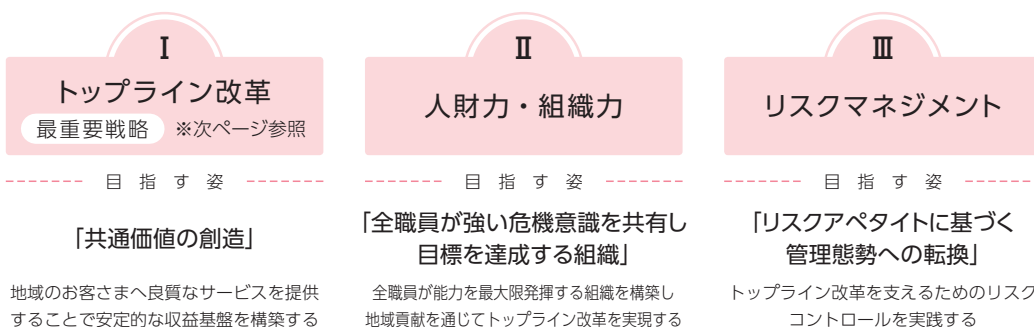 Ⅰ
トップライン改革
最重要戦略 ※次ページ参照
目指す姿
「共通価値の創造」
地域のお客さまへ良質なサービスを提供
することで安定的な収益基盤を構築する
Ⅱ
人財力・組織力
目指す姿
「全職員が強い危機意識を共有し
目標を達成する組織」
全職員が能力を最大限発揮する組織を構築し
地域貢献を通じてトップライン改革を実現する
Ⅲ
リスクマネジメント
目指す姿
「リスクアペタイトに基づく
管理態勢への転換」
トップライン改革を支えるためのリスク
コントロールを実践する